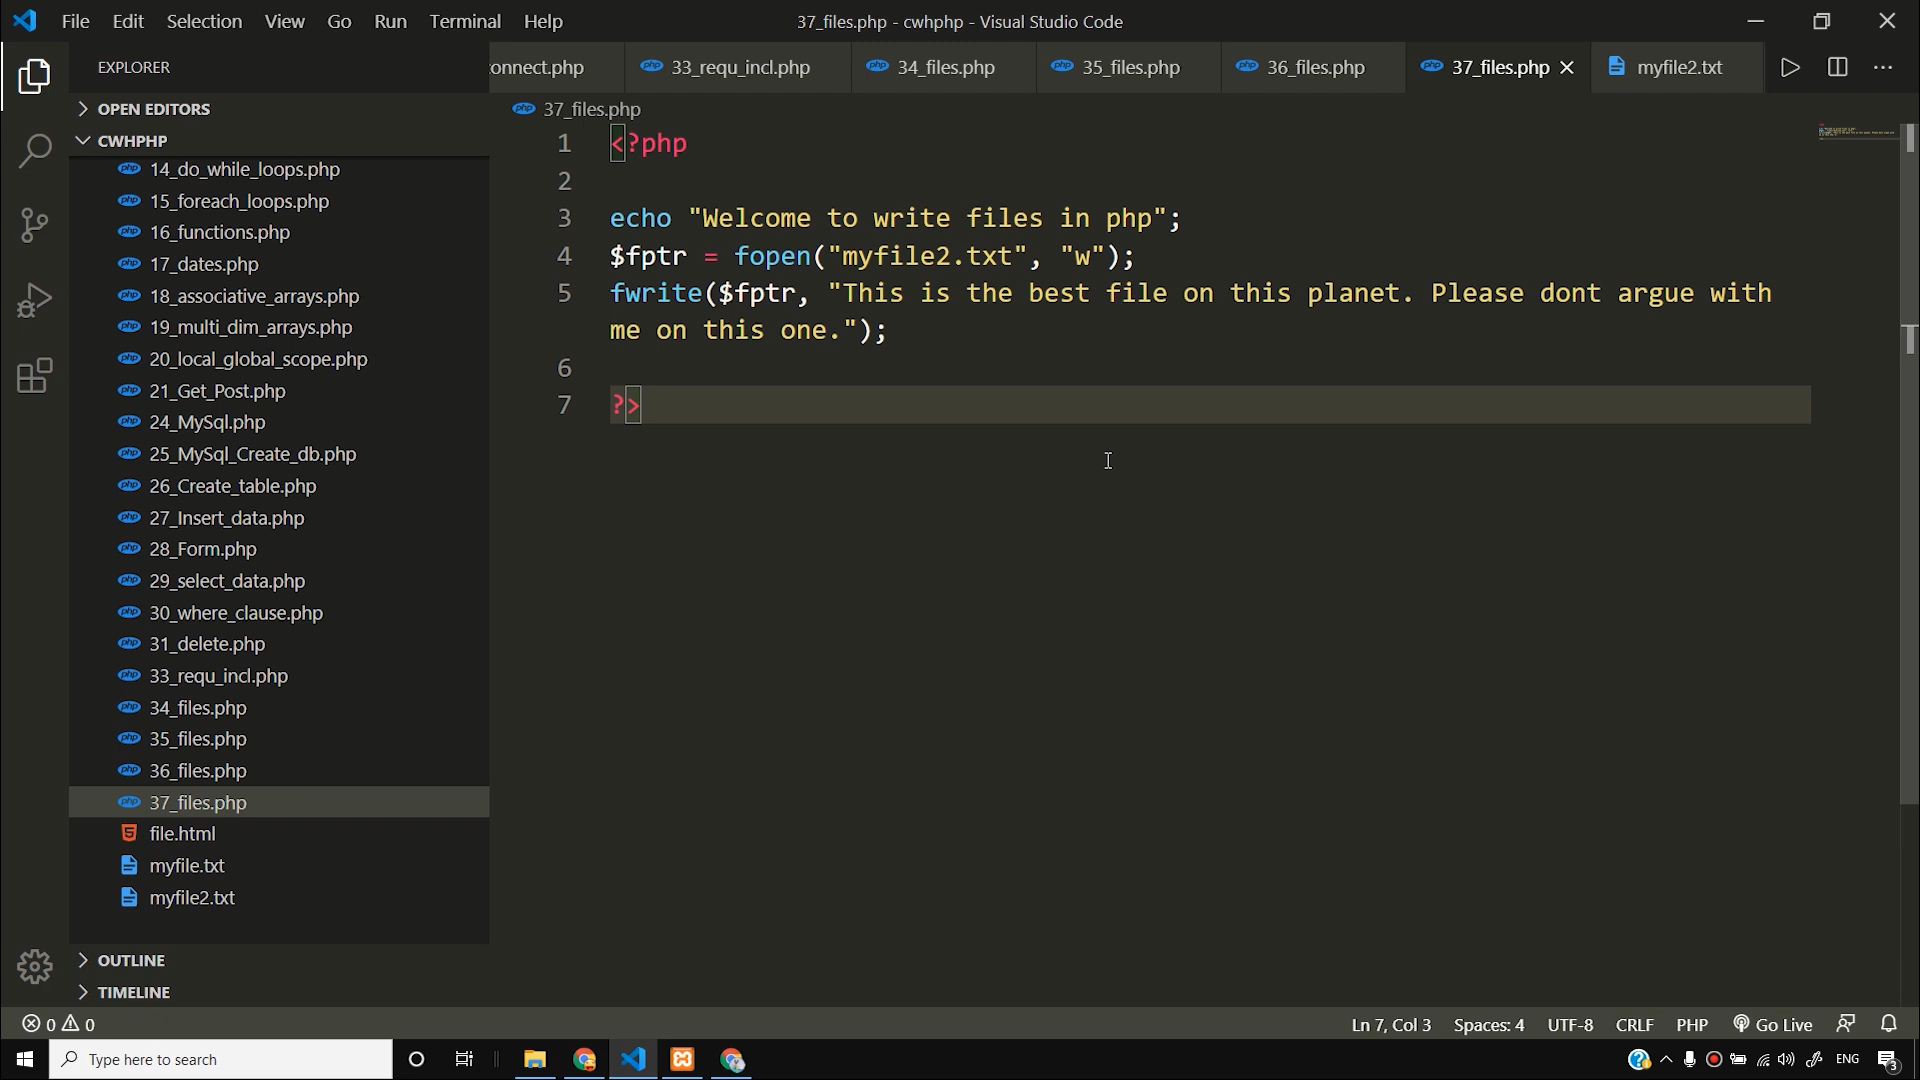 File Edit Selection View Go Run Terminal Help
37_files.php - cwhphp - Visual Studio Code
EXPLORER
onnect.php
33_requ_incl.php
34_files.php
35_files.php
36_files.php
37_files.php
myfile2.txt
OPEN EDITORS
CWHPHP
14_do_while_loops.php
15_foreach_loops.php
16_functions.php
17_dates.php
18_associative_arrays.php
19_multi_dim_arrays.php
20_local_global_scope.php
21_Get_Post.php
24_MySql.php
25_MySql_Create_db.php
26_Create_table.php
27_Insert_data.php
28_Form.php
29_select_data.php
30_where_clause.php
31_delete.php
33_requ_incl.php
34_files.php
35_files.php
36_files.php
37_files.php
file.html
myfile.txt
myfile2.txt
OUTLINE
TIMELINE
37_files.php
1 <?php
2
3 echo "Welcome to write files in php";
4 $fptr = fopen("myfile2.txt", "w");
5 fwrite($fptr, "This is the best file on this planet. Please dont argue with
me on this one.");
6
7 ?>
0 0
Ln 7, Col 3 Spaces: 4 UTF-8 CRLF PHP Go Live
Type here to search
ENG
3